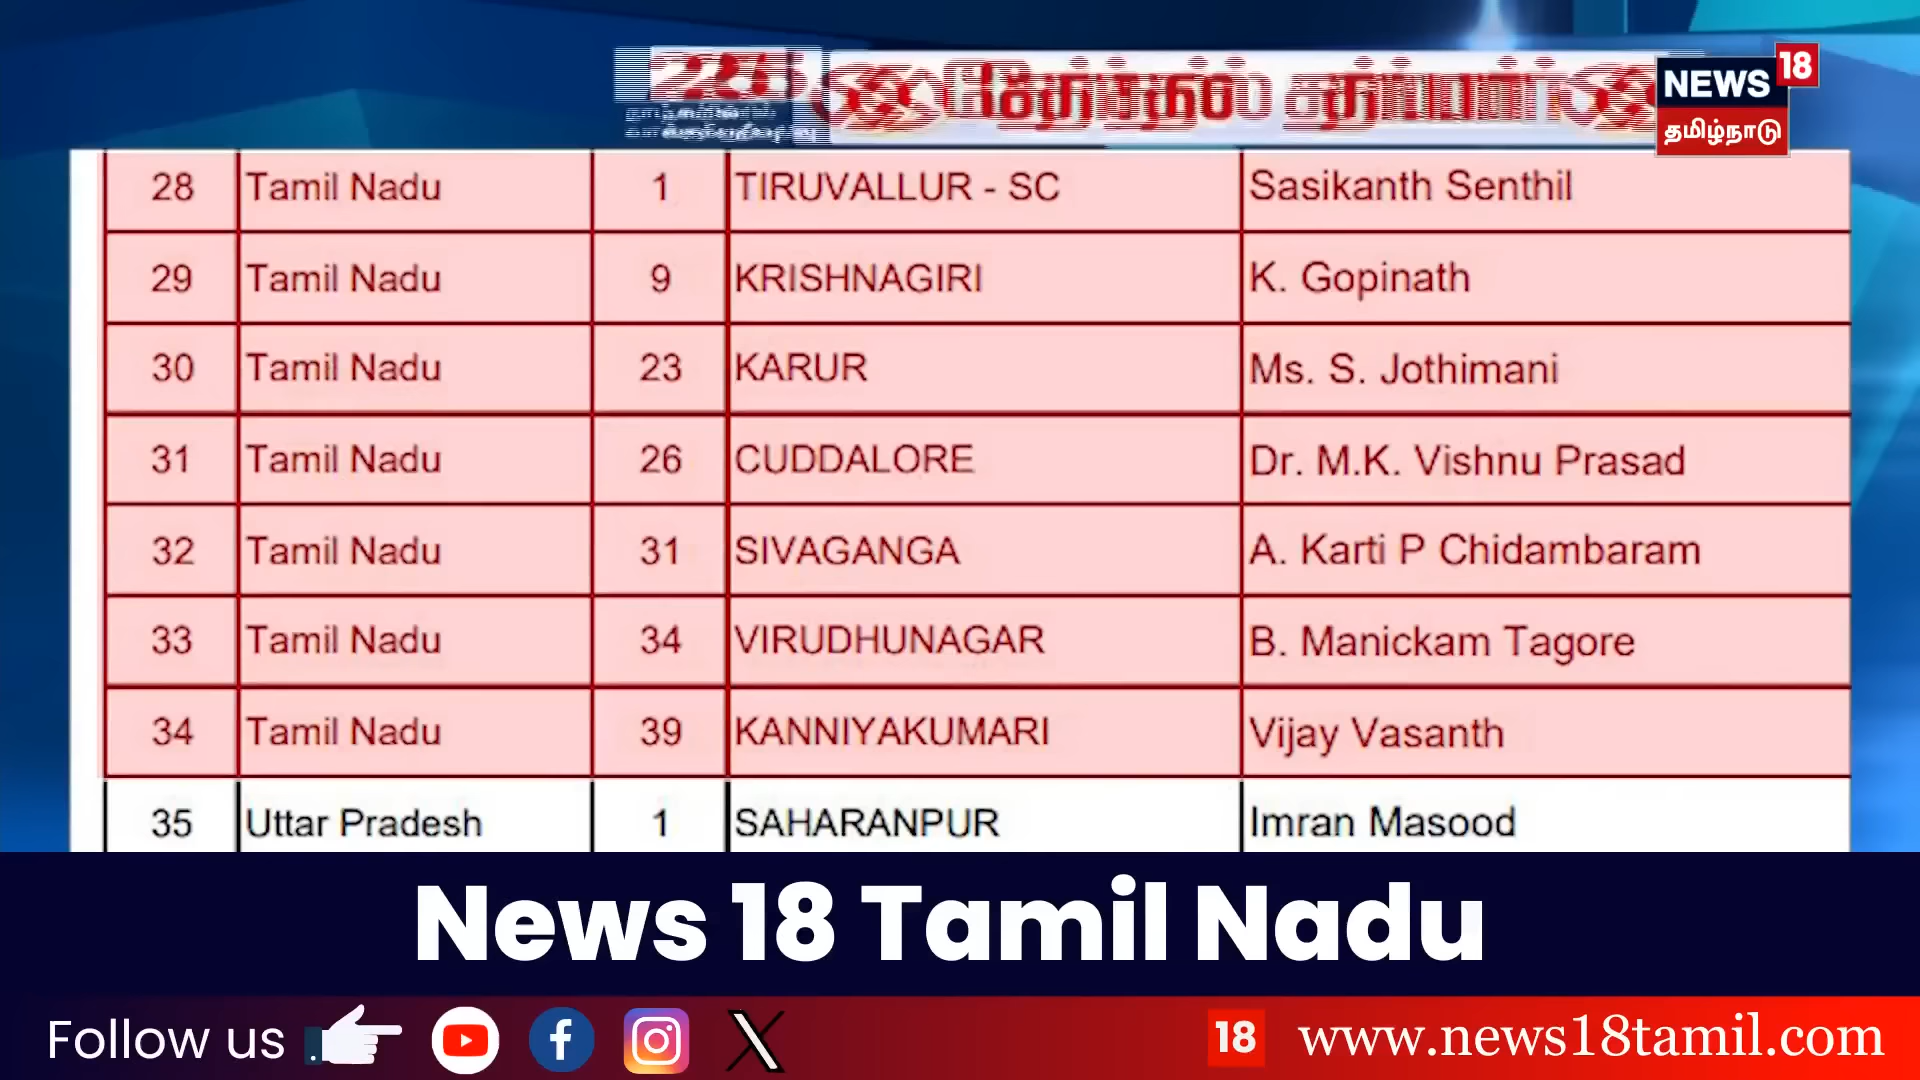 NEWS 18
தமிழ்நாடு
28 Tamil Nadu 1 TIRUVALLUR - SC Sasikanth Senthil
29 Tamil Nadu 9 KRISHNAGIRI K. Gopinath
30 Tamil Nadu 23 KARUR Ms. S. Jothimani
31 Tamil Nadu 26 CUDDALORE Dr. M.K. Vishnu Prasad
32 Tamil Nadu 31 SIVAGANGA A. Karti P Chidambaram
33 Tamil Nadu 34 VIRUDHUNAGAR B. Manickam Tagore
34 Tamil Nadu 39 KANNIYAKUMARI Vijay Vasanth
35 Uttar Pradesh 1 SAHARANPUR Imran Masood
News 18 Tamil Nadu
Follow us 18 www.news18tamil.com